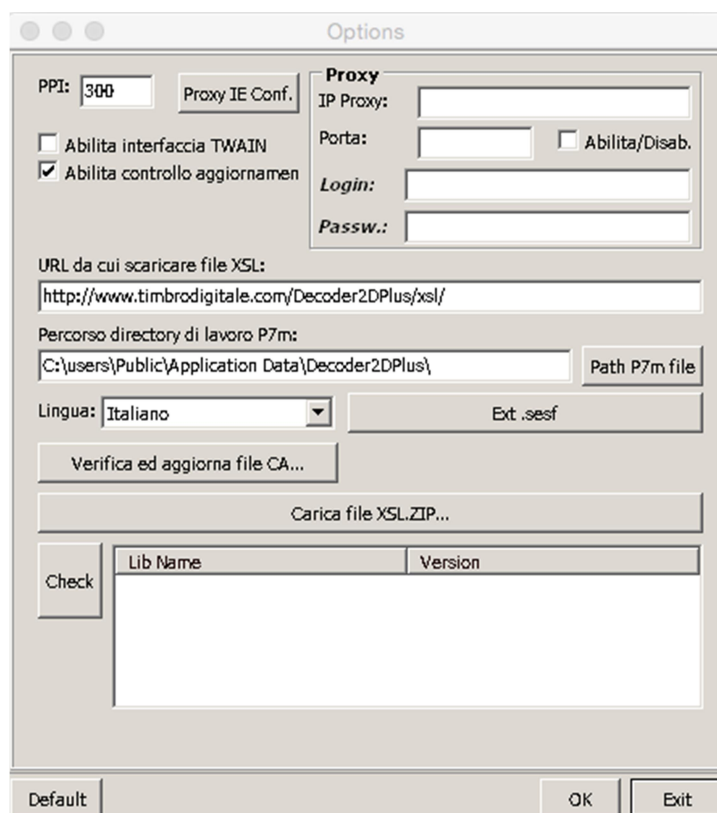 Options
PPI: 300
Proxy IE Conf.
Abilita interfaccia TWAIN
Abilita controllo aggiornamen
Proxy
IP Proxy:
Porta:
Abilita/Disab.
Login:
Passw.:
URL da cui scaricare file XSL:
http://www.timbrodigitale.com/Decoder2DPlus/xsl/
Percorso directory di lavoro P7m:
C:\users\Public\Application Data\Decoder2DPlus\
Path P7m file
Lingua: Italiano
Ext .sesf
Verifica ed aggiorna file CA...
Carica file XSL.ZIP...
Check
Lib Name Version
Default OK Exit